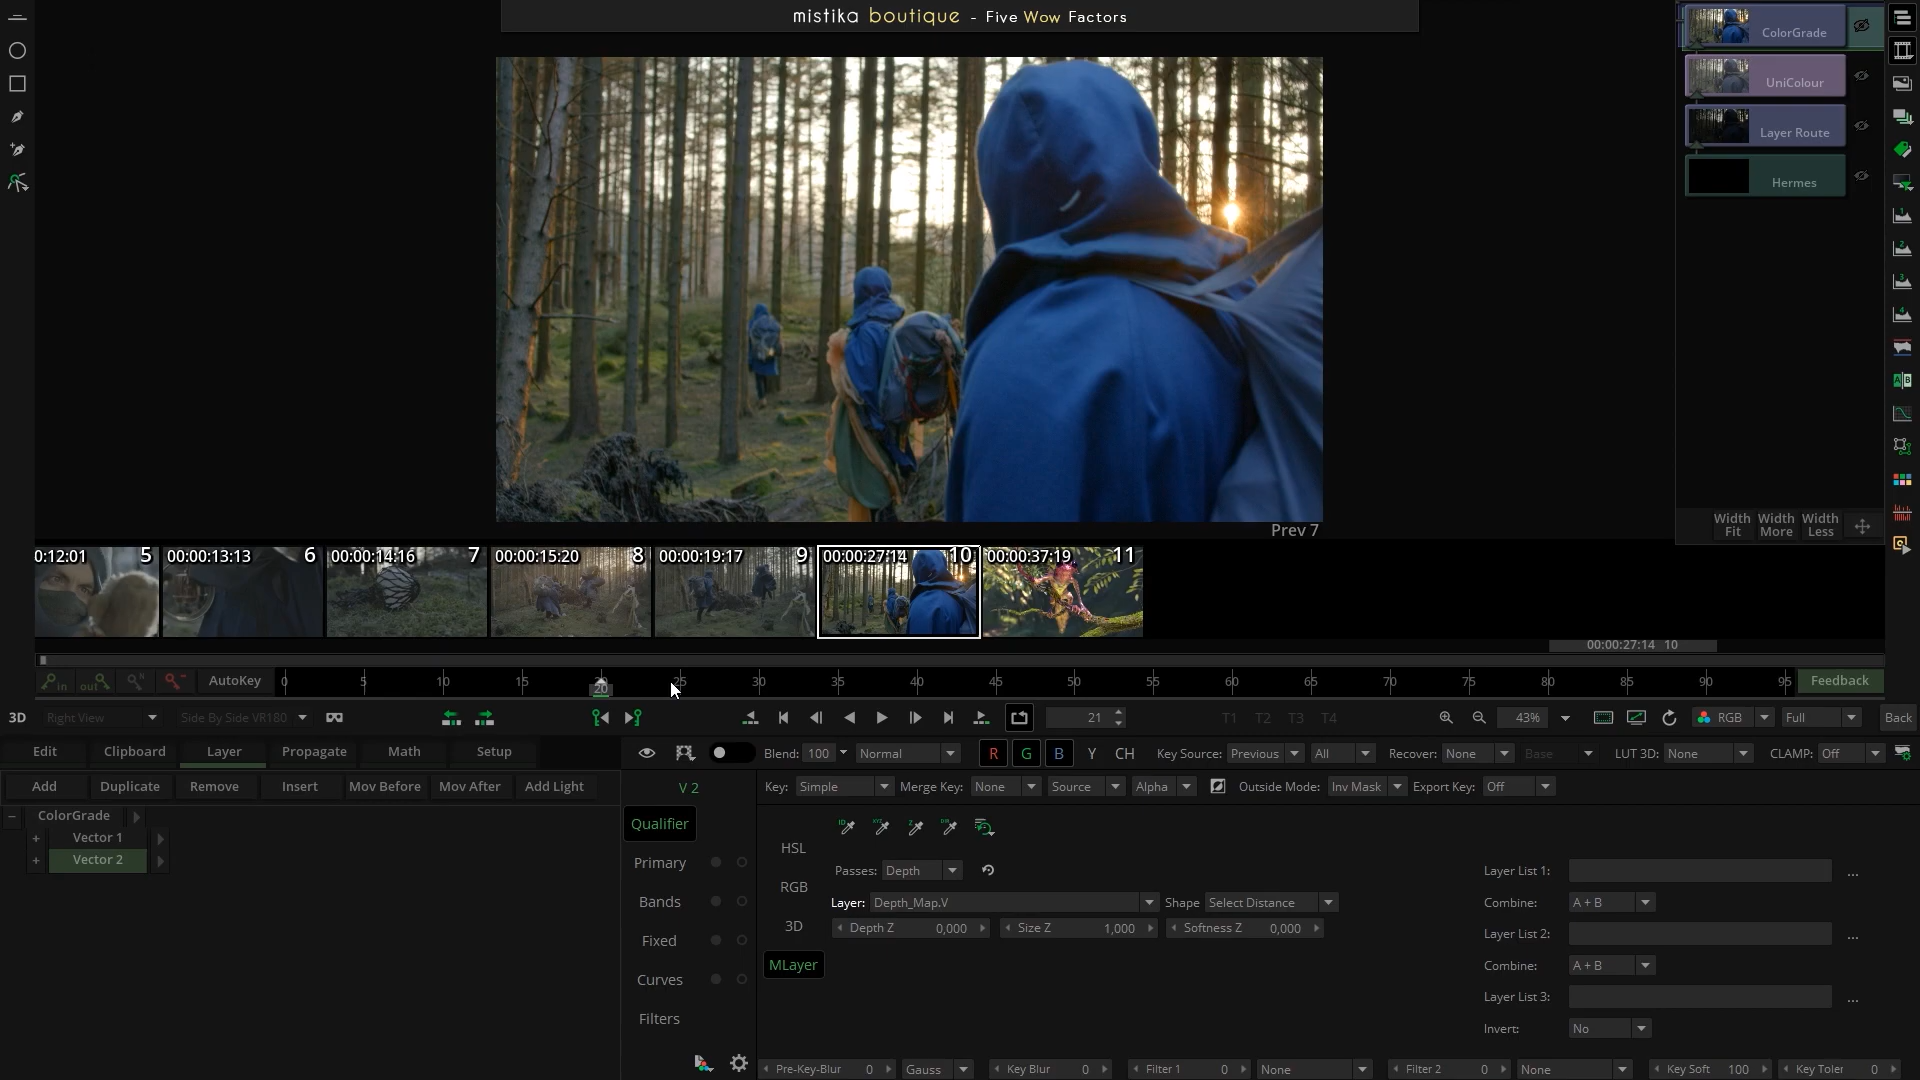 mistika boutique - Five Wow Factors
ColorGrade
UniColour
Layer Route
Hermes
Width Fit Width More Width Less
Prev 7
0:12:01 5 00:00:13:13 6 00:00:14:16 7 00:00:15:20 8 00:00:19:17 9 00:00:27:14 10 00:00:37:19 11
00:00:27:14 10
in out N AutoKey 0 5 10 15 20 25 30 35 40 45 50 55 60 65 70 75 80 85 90 95 Feedback
20
3D Right View Side By Side VR180 21 T1 T2 T3 T4 43% RGB Full Back
Edit Clipboard Layer Propagate Math Setup Blend: 100 Normal R G B Y CH Key Source: Previous All Recover: None Base LUT 3D: None CLAMP: Off
Add Duplicate Remove Insert Mov Before Mov After Add Light V 2 Key: Simple Merge Key: None Source Alpha Outside Mode: Inv Mask Export Key: Off
ColorGrade
Vector 1
Vector 2
Qualifier
Primary
Bands
Fixed
Curves
Filters
HSL
RGB
3D
MLayer
Passes: Depth
Layer: Depth_Map.V Shape Select Distance
Depth Z 0,000 Size Z 1,000 Softness Z 0,000
Layer List 1: ...
Combine: A + B
Layer List 2: ...
Combine: A + B
Layer List 3: ...
Invert: No
Pre-Key-Blur 0 Gauss Key Blur 0 Filter 1 0 None Filter 2 0 None Key Soft 100 Key Toler 0